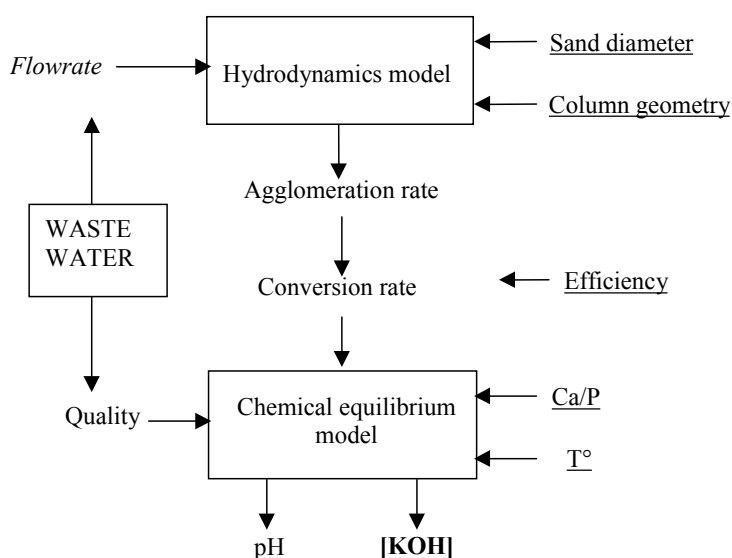 Flowrate
Hydrodynamics model
Sand diameter
Column geometry
Agglomeration rate
WASTE
WATER
Conversion rate
Efficiency
Quality
Chemical equilibrium
model
Ca/P
T°
pH
[KOH]